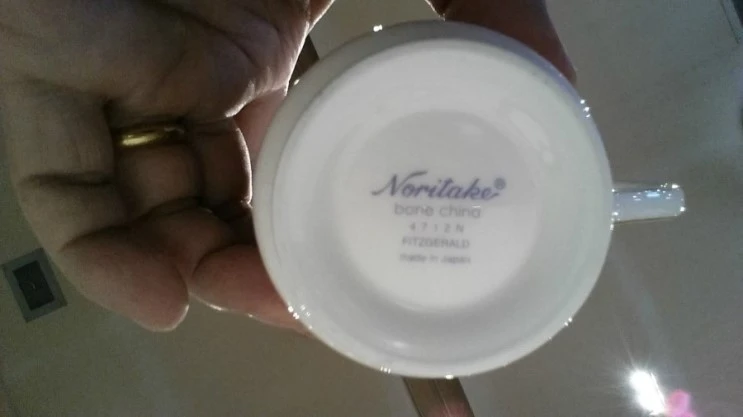 Noritake®
bone china
4712N
FITZGERALD
made in Japan